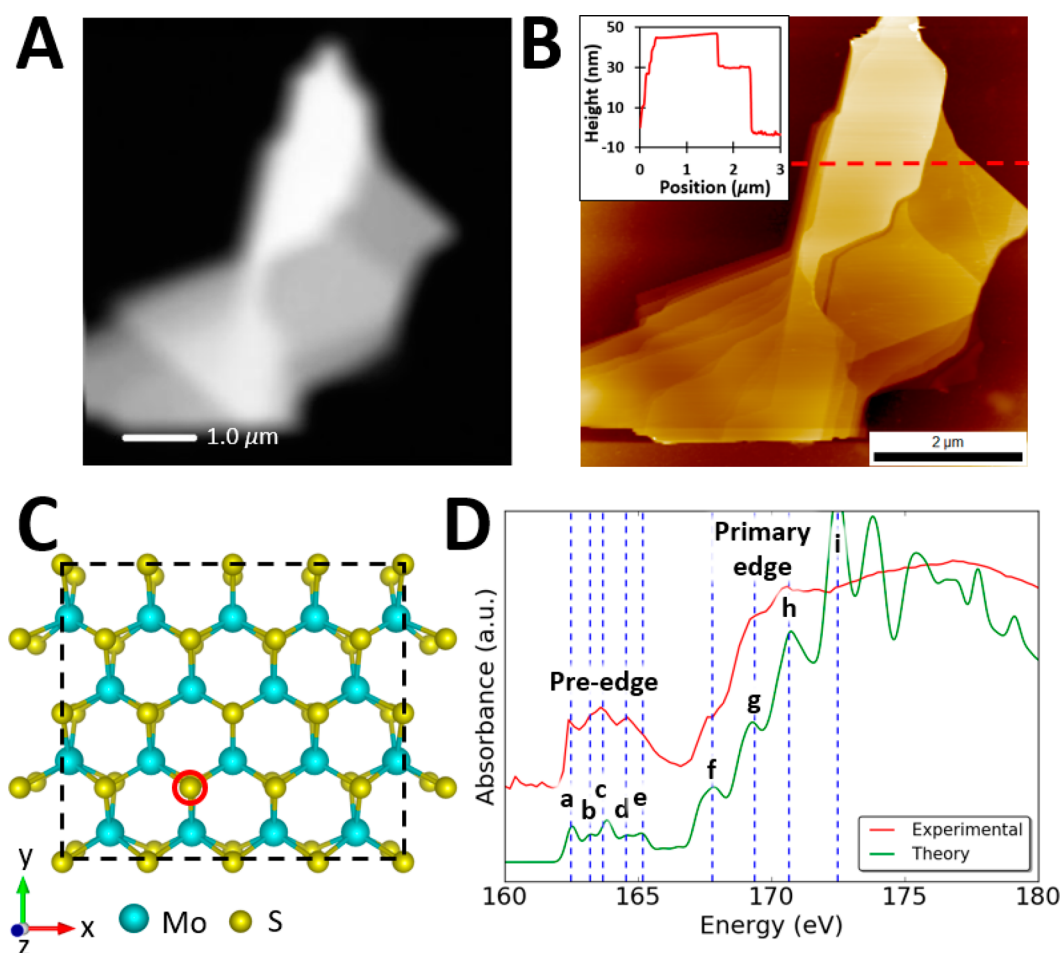 A
1.0 μm
B
Height (nm)
50
30
10
-10
0
1
2
3
Position (μm)
2 μm
C
y
x
z
Mo
S
D
Absorbance (a.u.)
Pre-edge
Primary
edge
a
b
c
d
e
f
g
h
i
Experimental
Theory
160
165
170
175
180
Energy (eV)